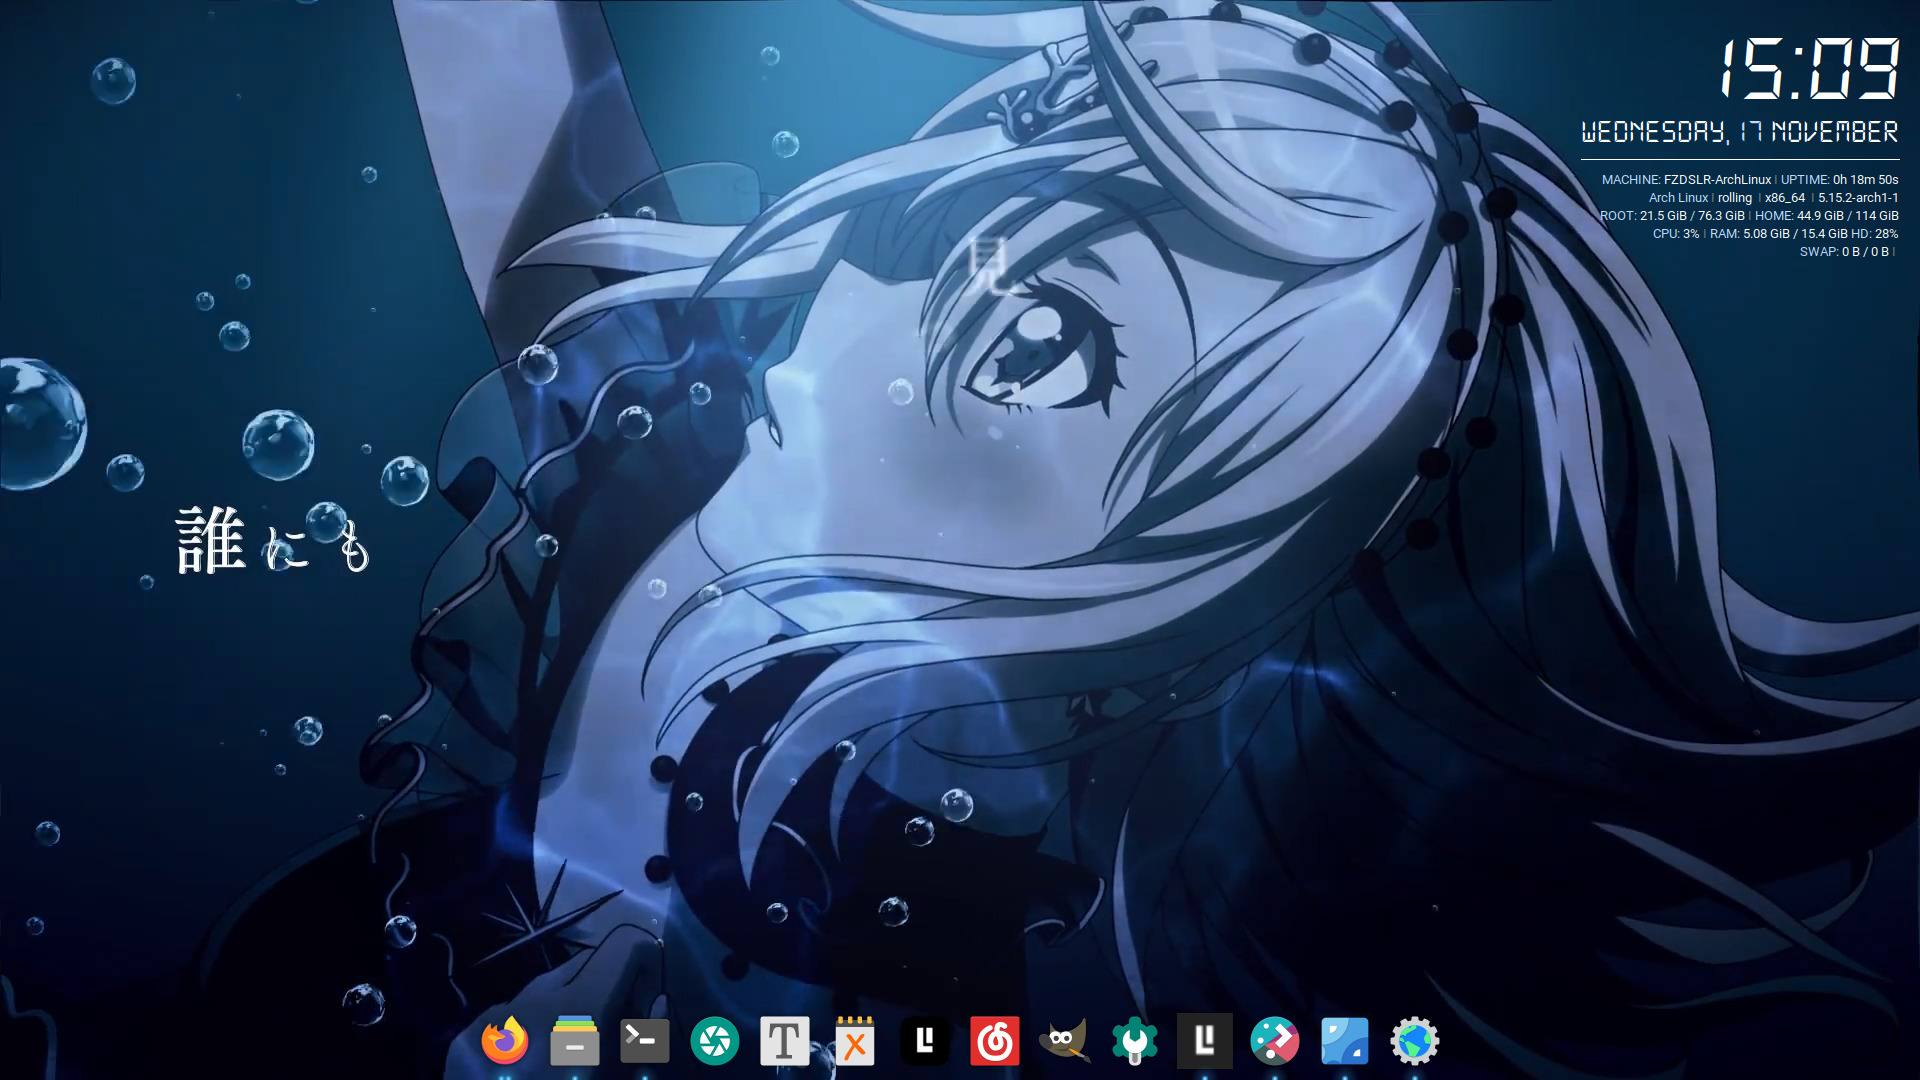 15:09
WEDNESDAY, 17 NOVEMBER
MACHINE: FZDSLR-ArchLinux | UPTIME: 0h 18m 50s
Arch Linux | rolling | x86_64 | 5.15.2-arch1-1
ROOT: 21.5 GiB / 76.3 GiB | HOME: 44.9 GiB / 114 GiB
CPU: 3% | RAM: 5.08 GiB / 15.4 GiB HD: 28%
SWAP: 0 B / 0 B |
見
誰にも